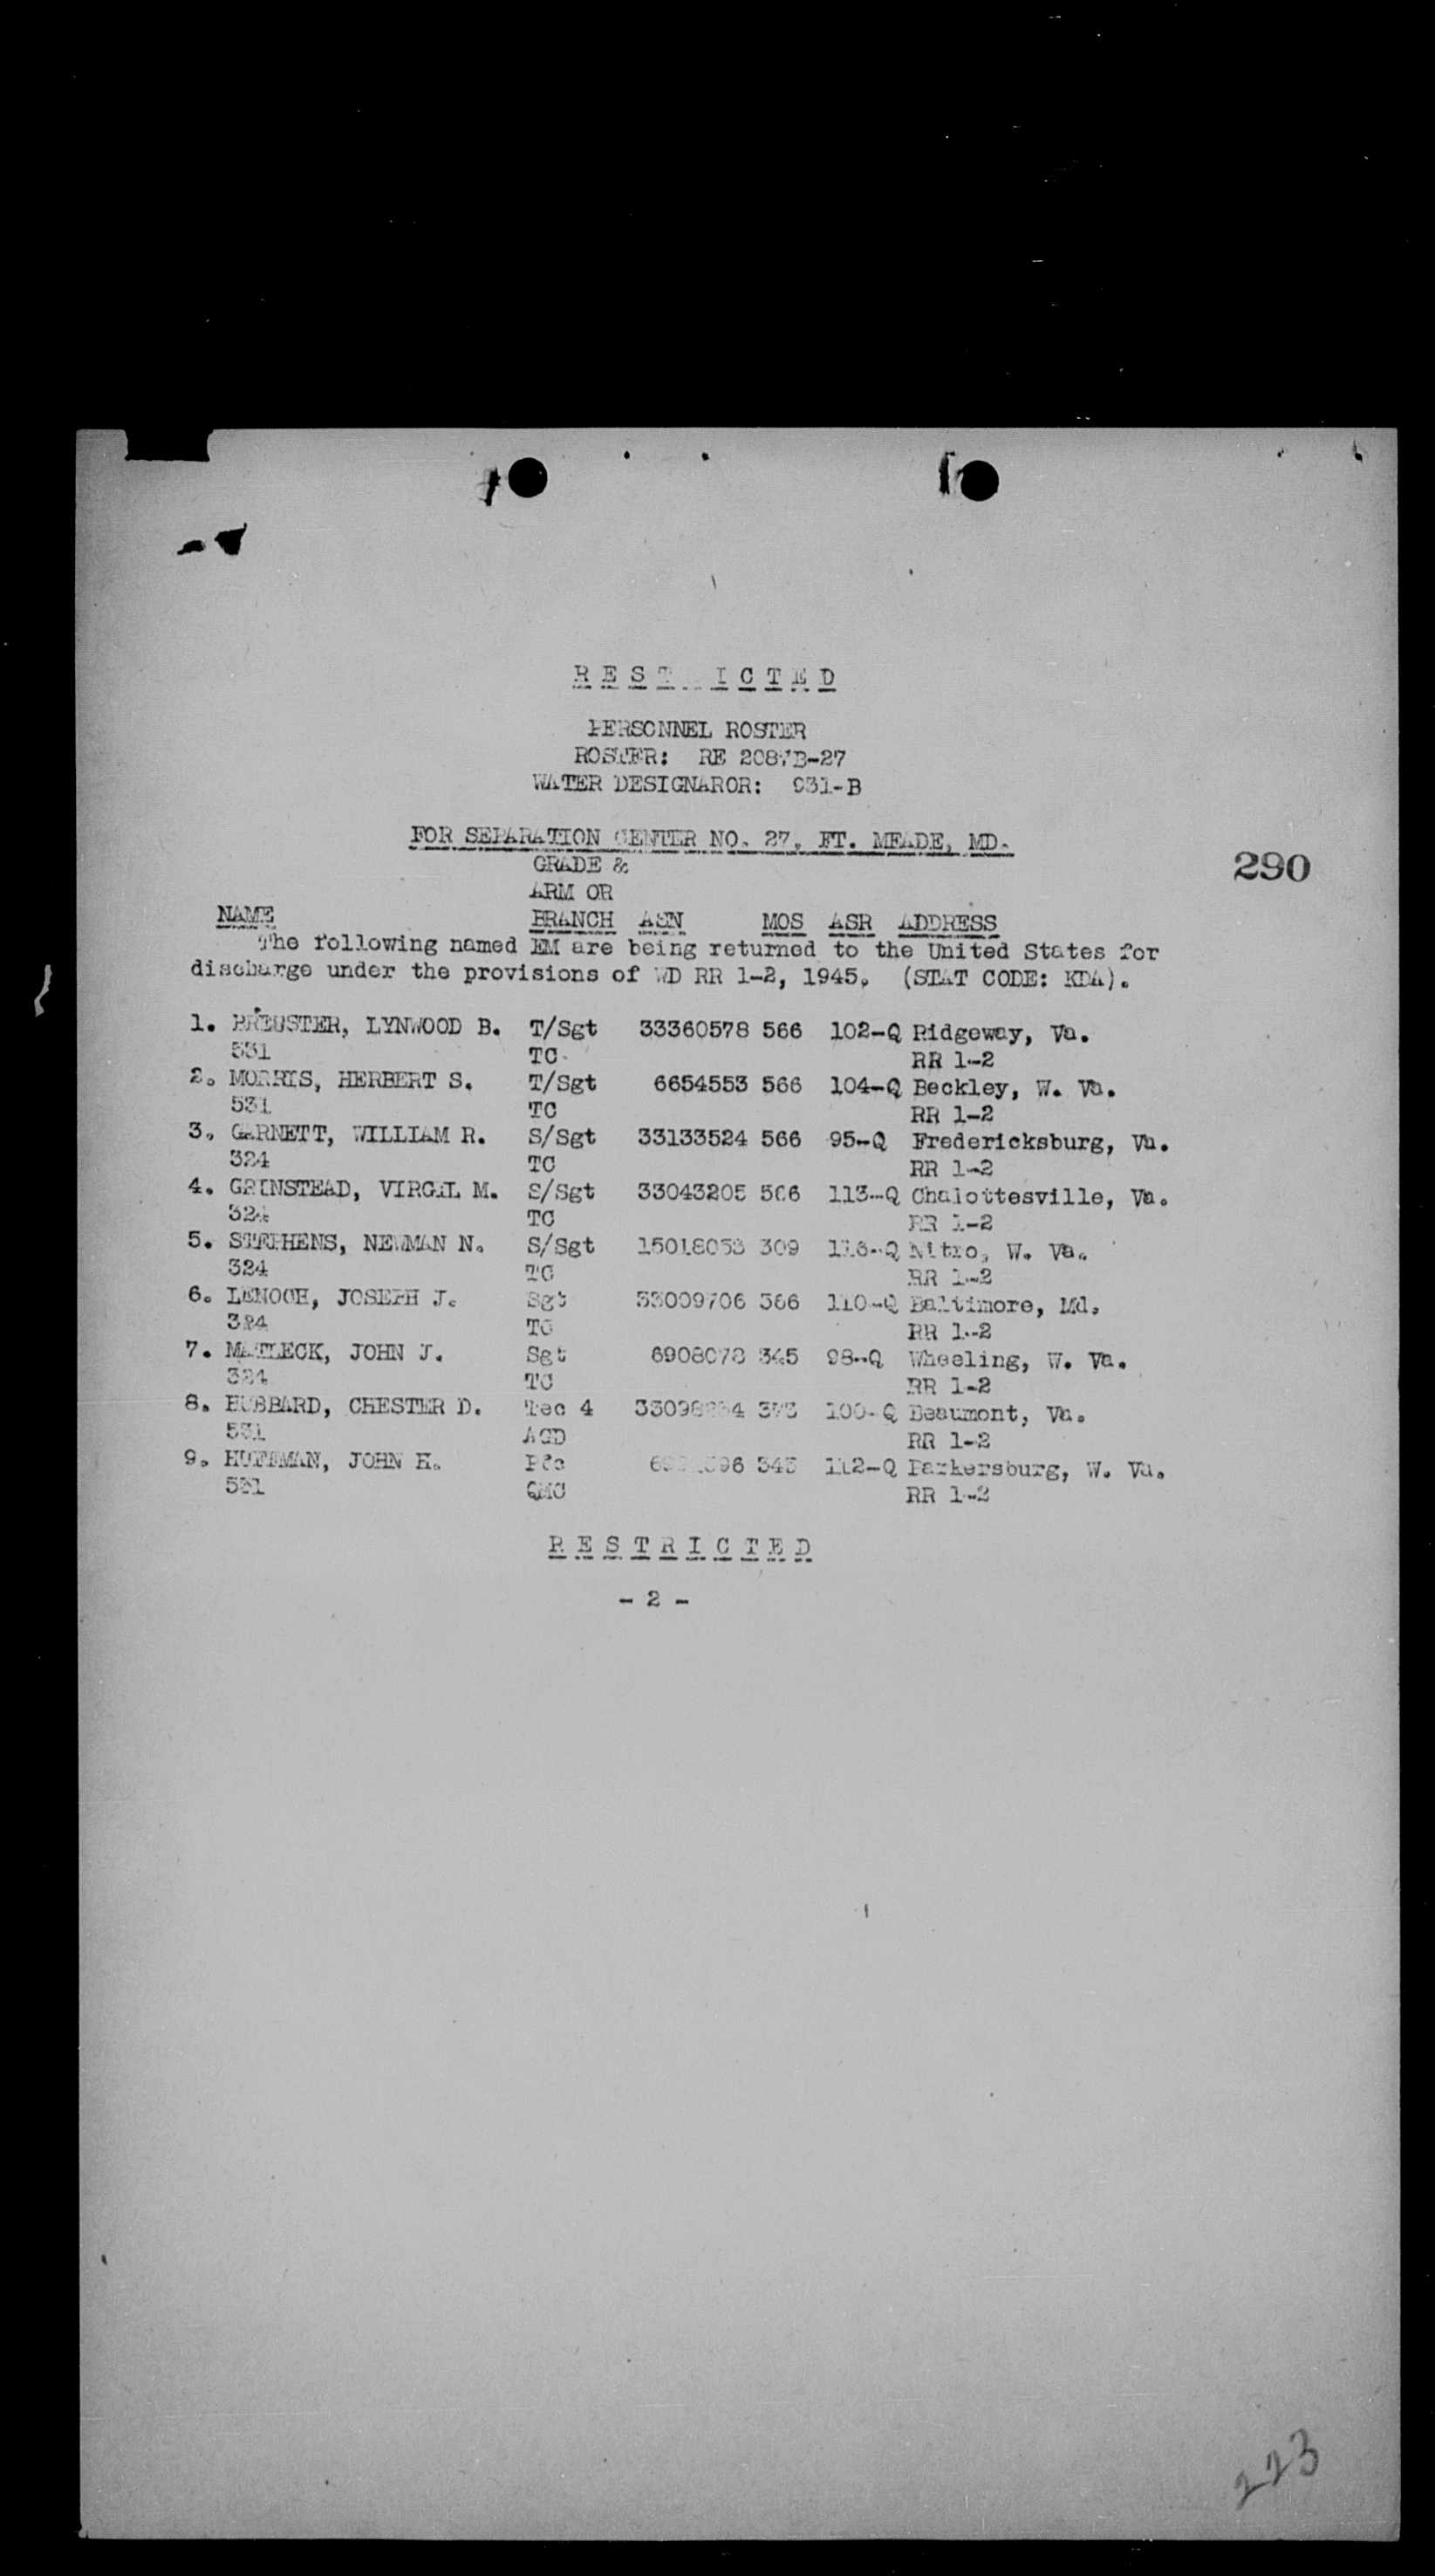 R E S T I C T E D
PERSONNEL ROSTER
ROSTER: RE 2087B-27
WATER DESIGNAROR: 931-B
FOR SEPARATION CENTER NO. 27, FT. MEADE, MD.
290
GRADE &
ARM OR
NAME BRANCH ASN MOS ASR ADDRESS
The following named EM are being returned to the United States for
discharge under the provisions of WD RR 1-2, 1945. (STAT CODE: KDA).
1. LYNWOOD B. T/Sgt 33360578 566 102-Q Ridgeway, Va.
531 TC RR 1-2
2. MORRIS, HERBERT S. T/Sgt 6654553 566 104-Q Beckley, W. Va.
531 TC RR 1-2
3. GARNETT, WILLIAM R. S/Sgt 33133524 566 95-Q Fredericksburg, Va.
324 TC RR 1-2
4. GRINSTEAD, VIRGIL M. S/Sgt 33043205 566 113-Q Chalottesville, Va.
324 TC RR 1-2
5. STEPHENS, NEWMAN N. S/Sgt 15018053 309 Nitro, W. Va.
324 TC RR 1-2
6. JOSEPH J. Sgt 33009706 566 110-Q Baltimore, Md.
324 TC RR 1-2
7. JOHN J. Sgt 6908078 345 98-Q Wheeling, W. Va.
324 TC RR 1-2
8. HUBBARD, CHESTER D. Tec 4 100-Q Beaumont, Va.
531 AGD RR 1-2
9. HUFFMAN, JOHN H. Pfc 345 112-Q Parkersburg, W. Va.
531 QMC RR 1-2
R E S T R I C T E D
- 2 -
223